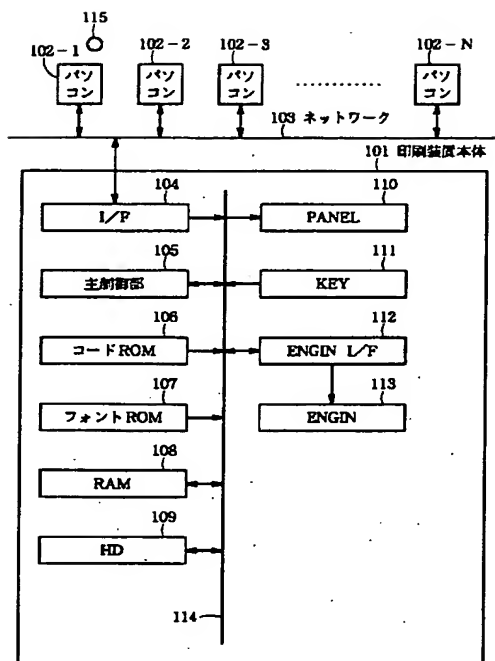 115
102-1
102-2
102-3
102-N
パソコン
パソコン
パソコン
............
パソコン
103 ネットワーク
101 印刷装置本体
104
I/F
110
PANEL
105
主制御部
111
KEY
106
コードROM
112
ENGIN I/F
107
フォントROM
113
ENGIN
108
RAM
109
HD
114